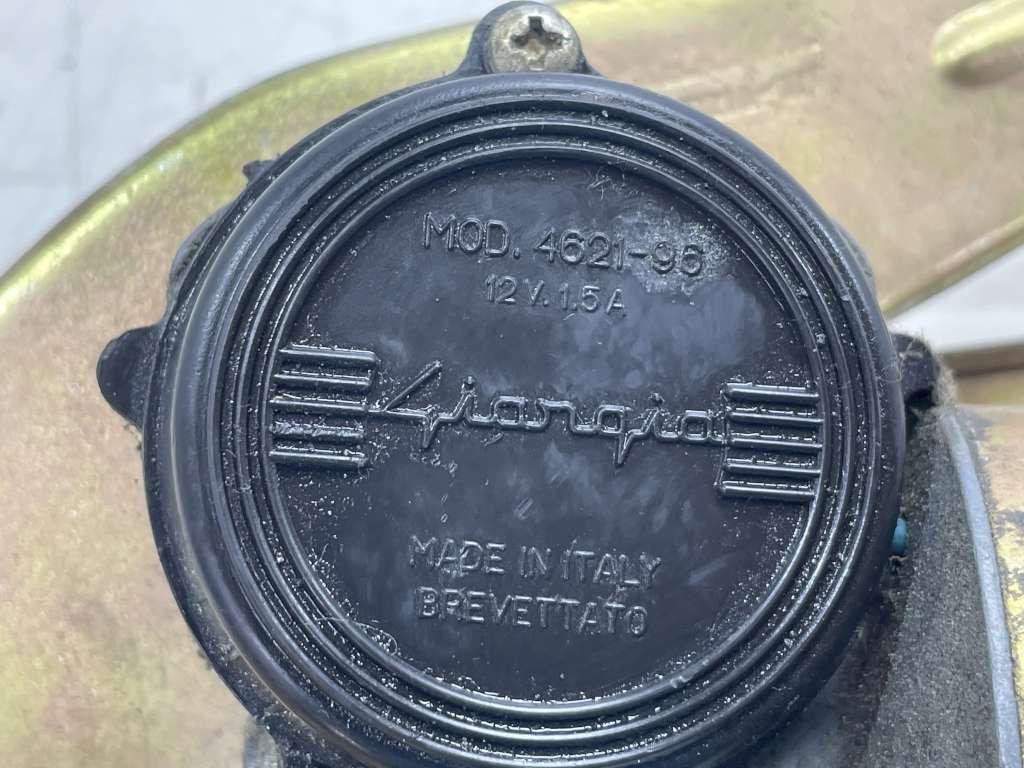 MOD. 4621-96
12 V. 1.5 A
Giorgia
MADE IN ITALY
BREVETTATO